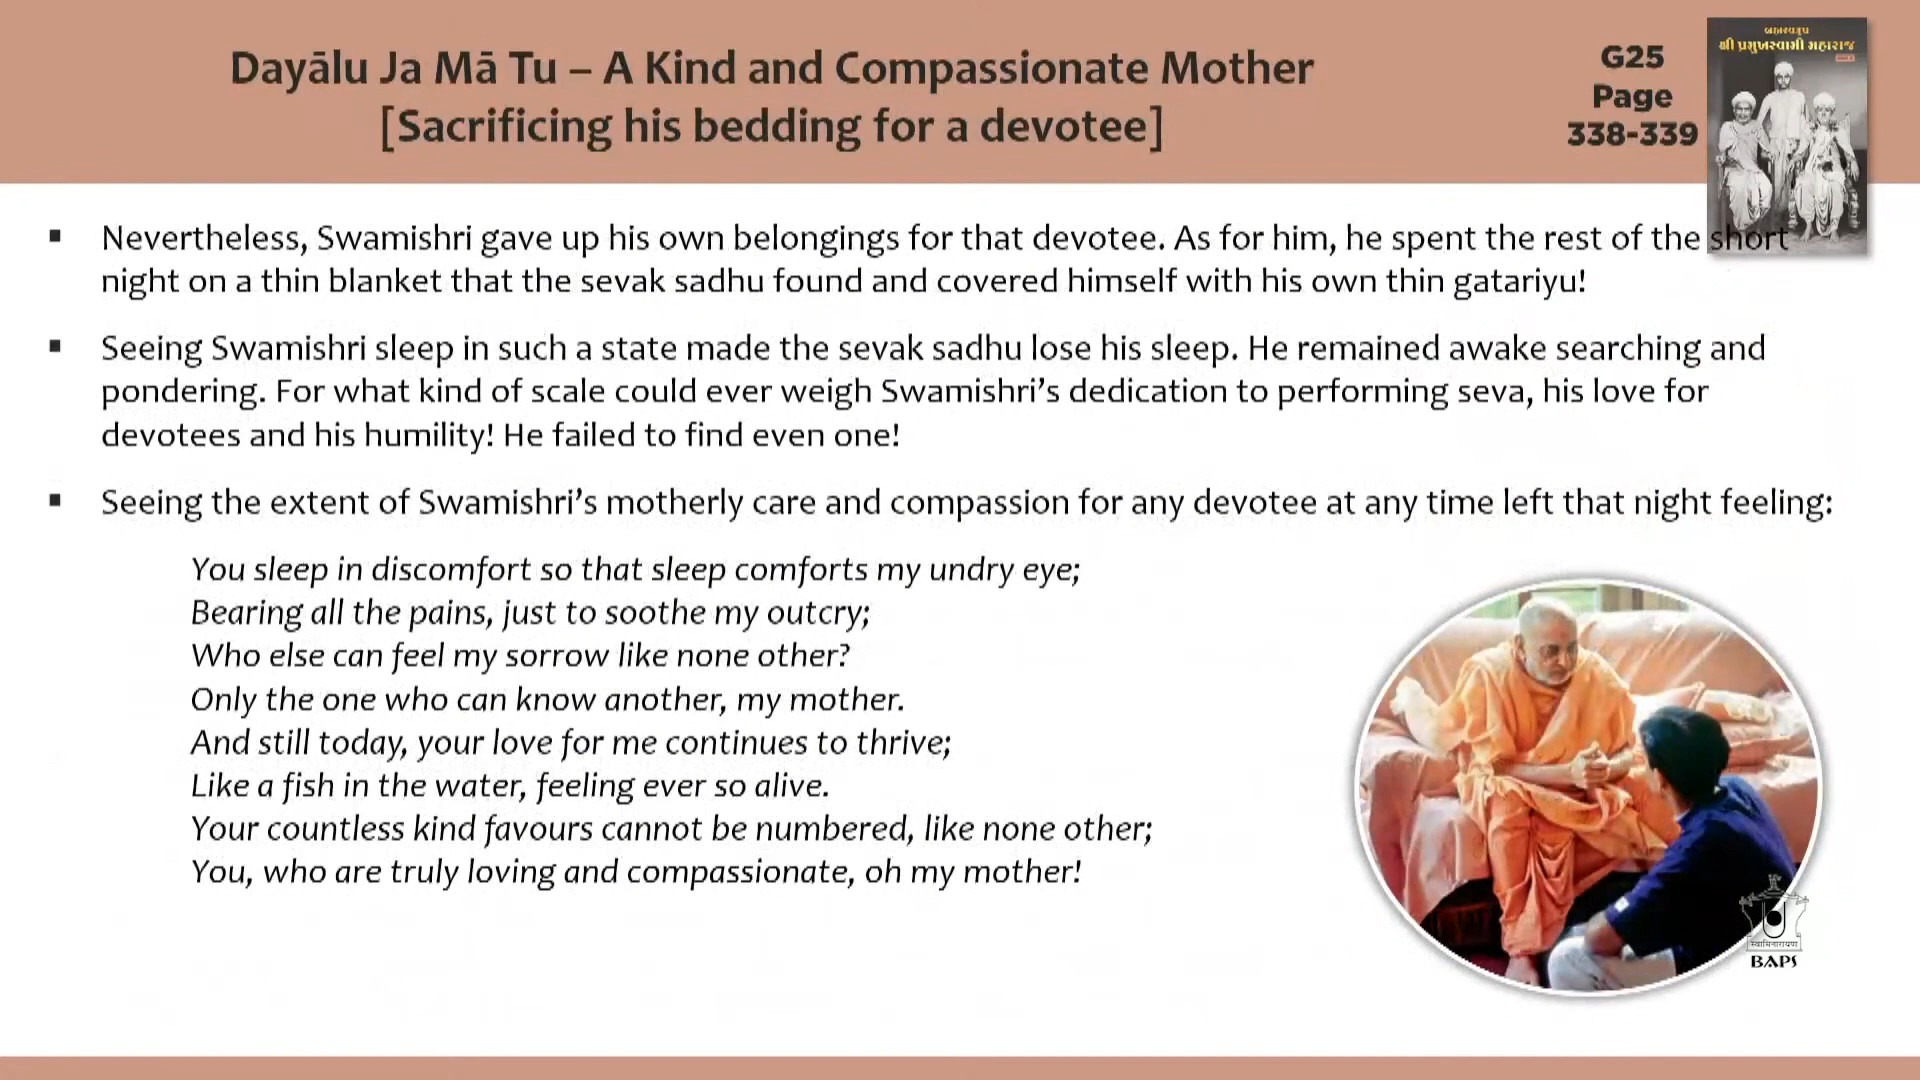 Dayālu Ja Mā Tu – A Kind and Compassionate Mother
[Sacrificing his bedding for a devotee]
G25
Page
338-339
બ્રહ્મસ્વરૂપ
શ્રી પ્રમુખસ્વામી મહારાજ
▪ Nevertheless, Swamishri gave up his own belongings for that devotee. As for him, he spent the rest of the short
night on a thin blanket that the sevak sadhu found and covered himself with his own thin gatariyu!
▪ Seeing Swamishri sleep in such a state made the sevak sadhu lose his sleep. He remained awake searching and
pondering. For what kind of scale could ever weigh Swamishri’s dedication to performing seva, his love for
devotees and his humility! He failed to find even one!
▪ Seeing the extent of Swamishri’s motherly care and compassion for any devotee at any time left that night feeling:
You sleep in discomfort so that sleep comforts my undry eye;
Bearing all the pains, just to soothe my outcry;
Who else can feel my sorrow like none other?
Only the one who can know another, my mother.
And still today, your love for me continues to thrive;
Like a fish in the water, feeling ever so alive.
Your countless kind favours cannot be numbered, like none other;
You, who are truly loving and compassionate, oh my mother!
स्वामिनारायण
BAPS